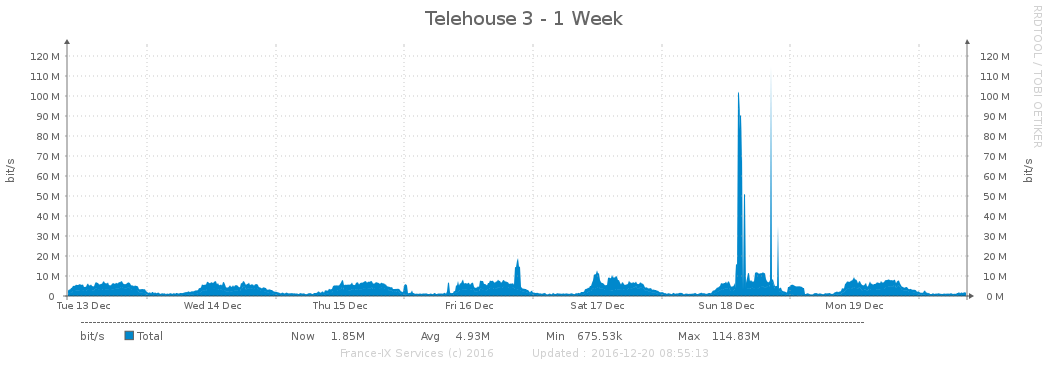 Telehouse 3 - 1 Week
RRDTOOL / TOBI OETIKER
bit/s
120 M 120 M
110 M 110 M
100 M 100 M
90 M 90 M
80 M 80 M
70 M 70 M
60 M 60 M
50 M 50 M
40 M 40 M
30 M 30 M
20 M 20 M
10 M 10 M
0 0 M
bit/s
Tue 13 Dec Wed 14 Dec Thu 15 Dec Fri 16 Dec Sat 17 Dec Sun 18 Dec Mon 19 Dec
bit/s Total Now 1.85M Avg 4.93M Min 675.53k Max 114.83M
France-IX Services (c) 2016 Updated : 2016-12-20 08:55:13